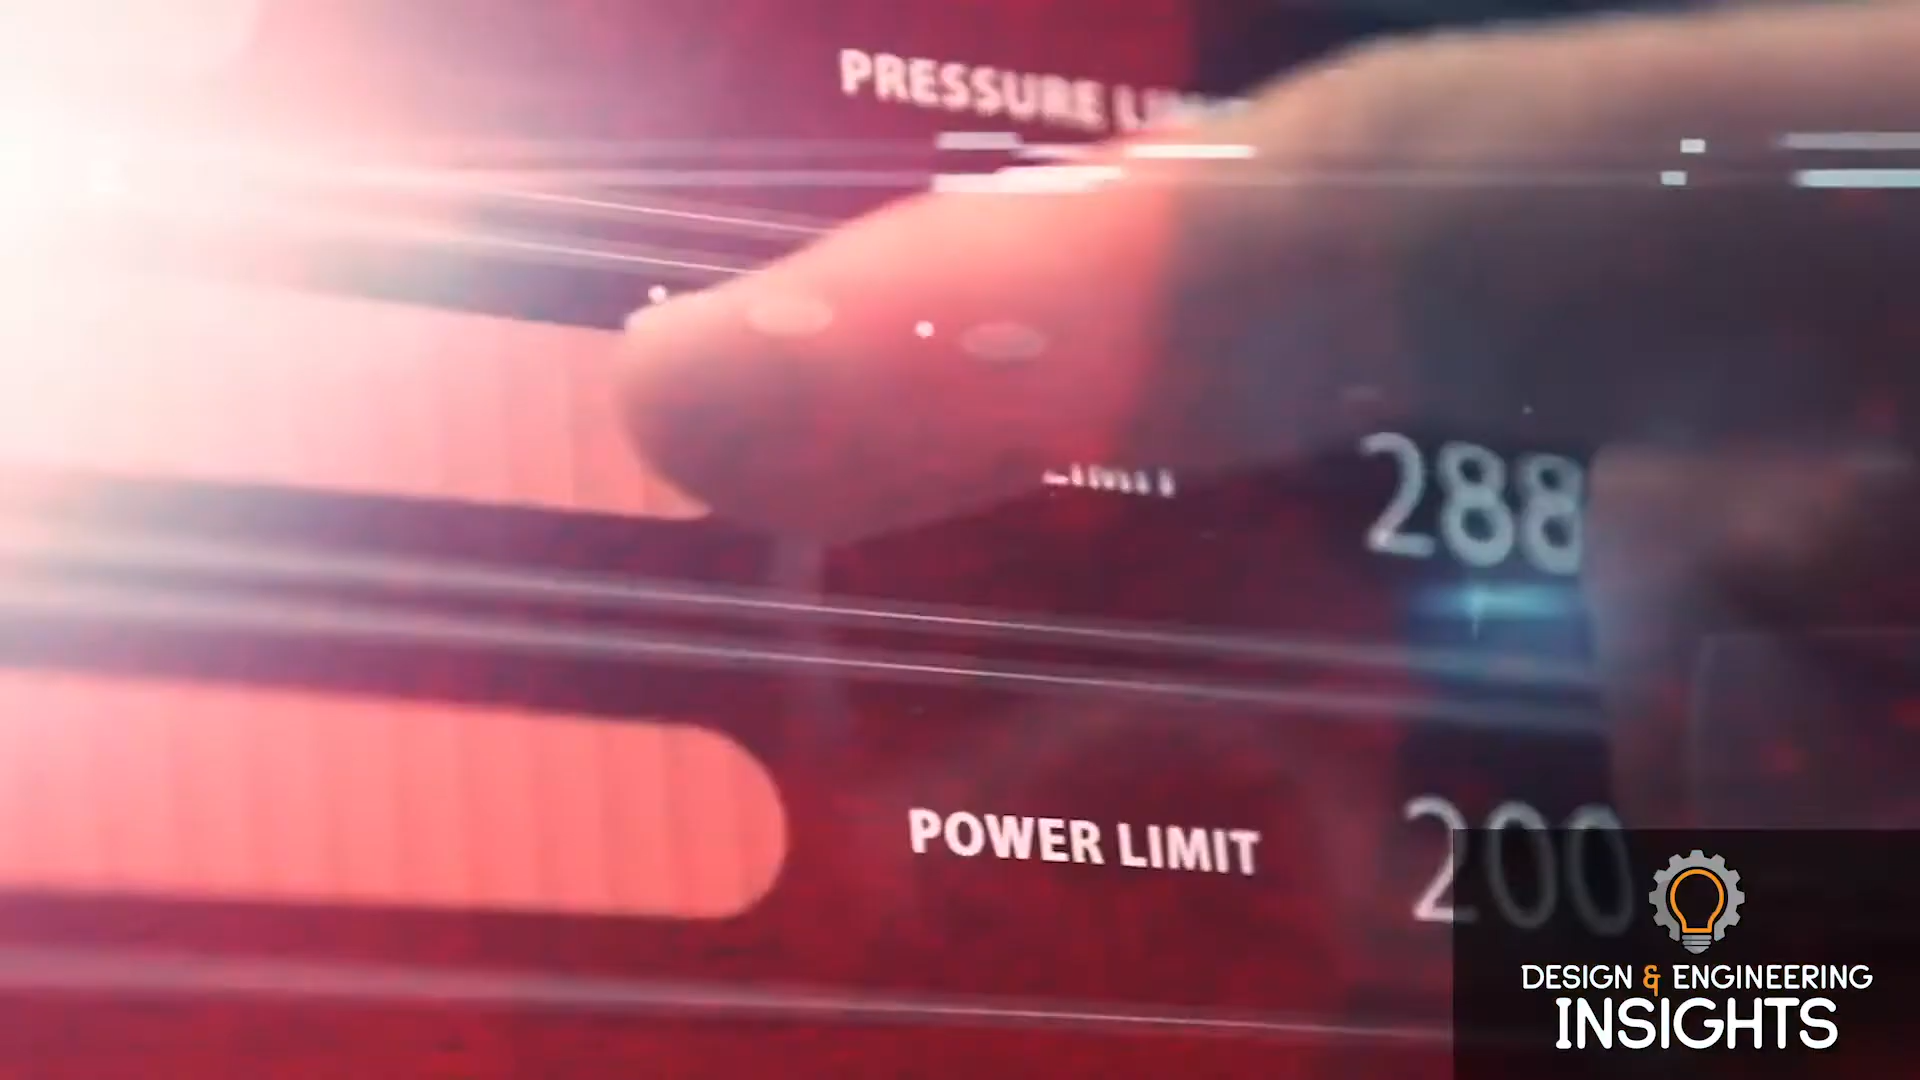 PRESSURE
288
POWER LIMIT
200
DESIGN & ENGINEERING
INSIGHTS